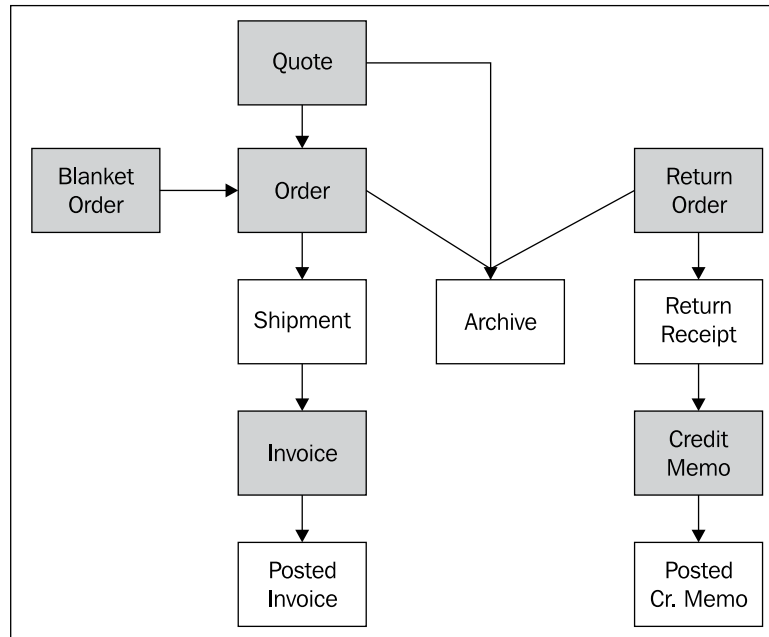 Quote
Blanket
Order
Order
Return
Order
Shipment
Archive
Return
Receipt
Invoice
Credit
Memo
Posted
Invoice
Posted
Cr. Memo